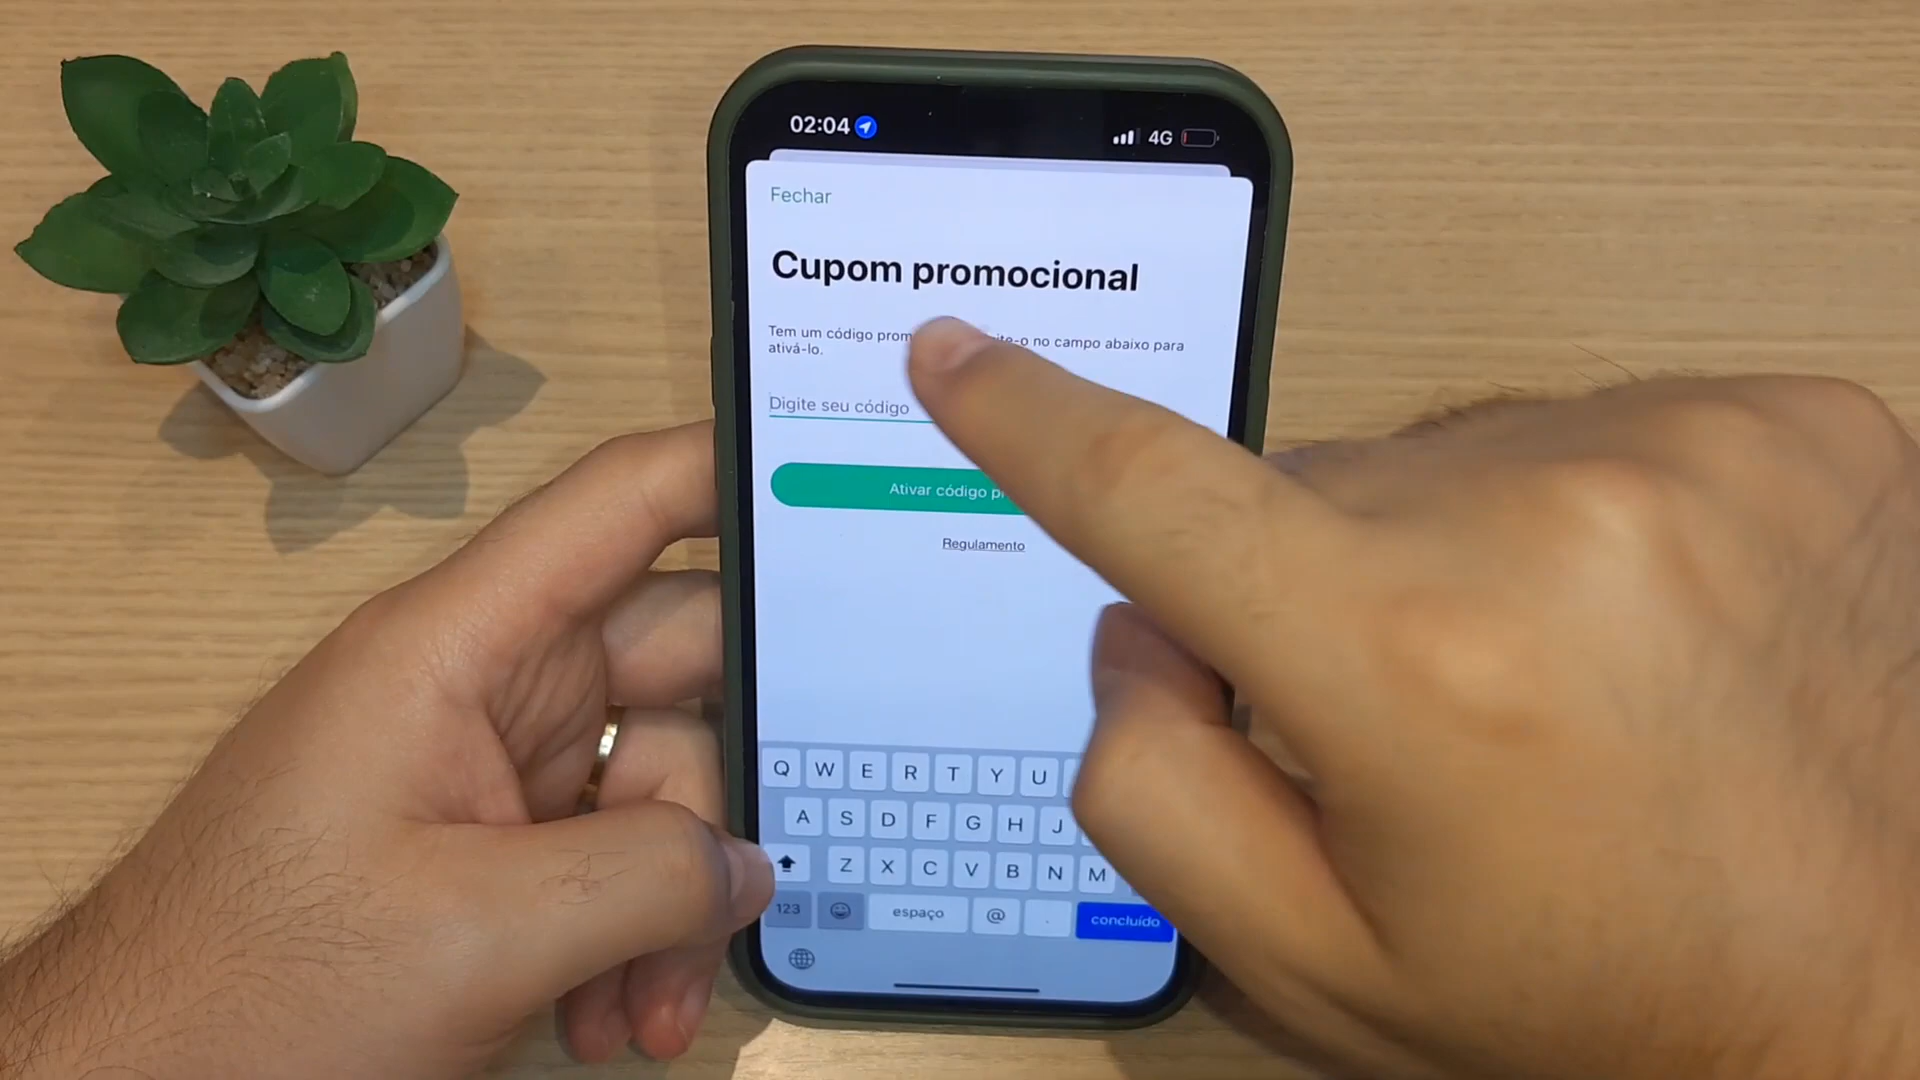 02:04
4G
Fechar
Cupom promocional
Tem um código no campo abaixo para
ativá-lo.
Digite seu código
Ativar código
Regulamento
Q W E R T Y U
A S D F G H J
Z X C V B N M
123 espaço @ . concluído